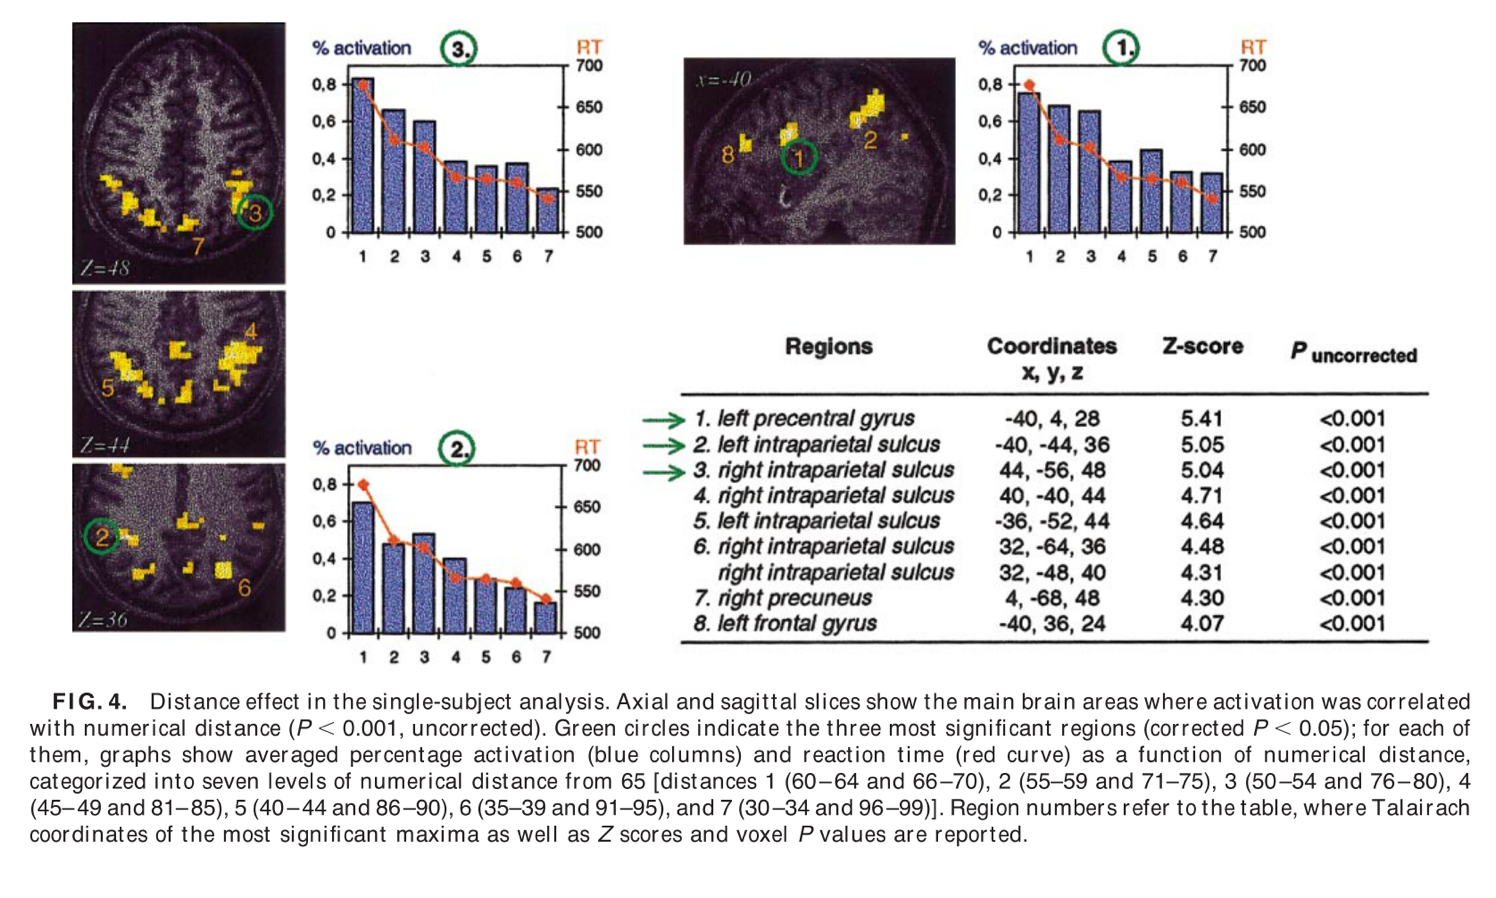 % activation 3. RT
0,8
0,6
0,4
0,2
0
700
650
600
550
500
1 2 3 4 5 6 7
3
7
Z=48
x=-40
8
1
2
% activation 1. RT
0,8
0,6
0,4
0,2
0
700
650
600
550
500
1 2 3 4 5 6 7
4
5
Z=44
2
6
Z=36
% activation 2. RT
0,8
0,6
0,4
0,2
0
700
650
600
550
500
1 2 3 4 5 6 7
Regions Coordinates Z-score P uncorrected
x, y, z
1. left precentral gyrus -40, 4, 28 5.41 <0.001
2. left intraparietal sulcus -40, -44, 36 5.05 <0.001
3. right intraparietal sulcus 44, -56, 48 5.04 <0.001
4. right intraparietal sulcus 40, -40, 44 4.71 <0.001
5. left intraparietal sulcus -36, -52, 44 4.64 <0.001
6. right intraparietal sulcus 32, -64, 36 4.48 <0.001
right intraparietal sulcus 32, -48, 40 4.31 <0.001
7. right precuneus 4, -68, 48 4.30 <0.001
8. left frontal gyrus -40, 36, 24 4.07 <0.001
FIG. 4. Distance effect in the single-subject analysis. Axial and sagittal slices show the main brain areas where activation was correlated
with numerical distance (P < 0.001, uncorrected). Green circles indicate the three most significant regions (corrected P < 0.05); for each of
them, graphs show averaged percentage activation (blue columns) and reaction time (red curve) as a function of numerical distance,
categorized into seven levels of numerical distance from 65 [distances 1 (60–64 and 66–70), 2 (55–59 and 71–75), 3 (50–54 and 76–80), 4
(45–49 and 81–85), 5 (40–44 and 86–90), 6 (35–39 and 91–95), and 7 (30–34 and 96–99)]. Region numbers refer to the table, where Talairach
coordinates of the most significant maxima as well as Z scores and voxel P values are reported.